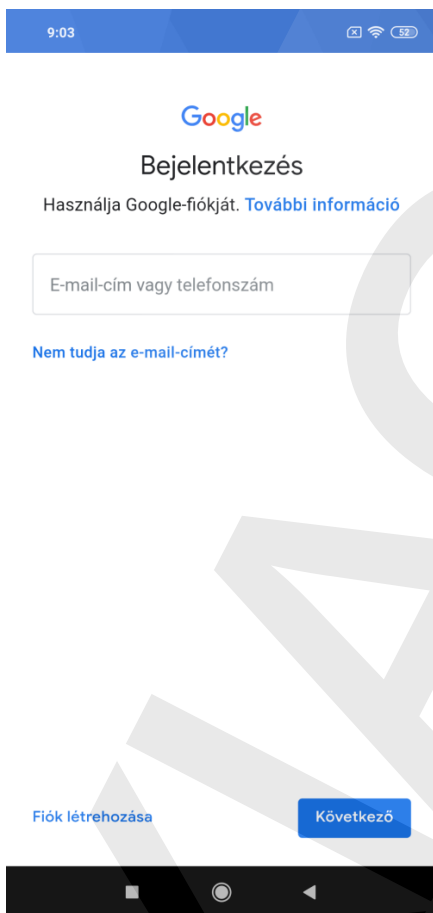 9:03
52
Google
Bejelentkezés
Használja Google-fiókját. További információ
E-mail-cím vagy telefonszám
Nem tudja az e-mail-címét?
Fiók létrehozása
Következő